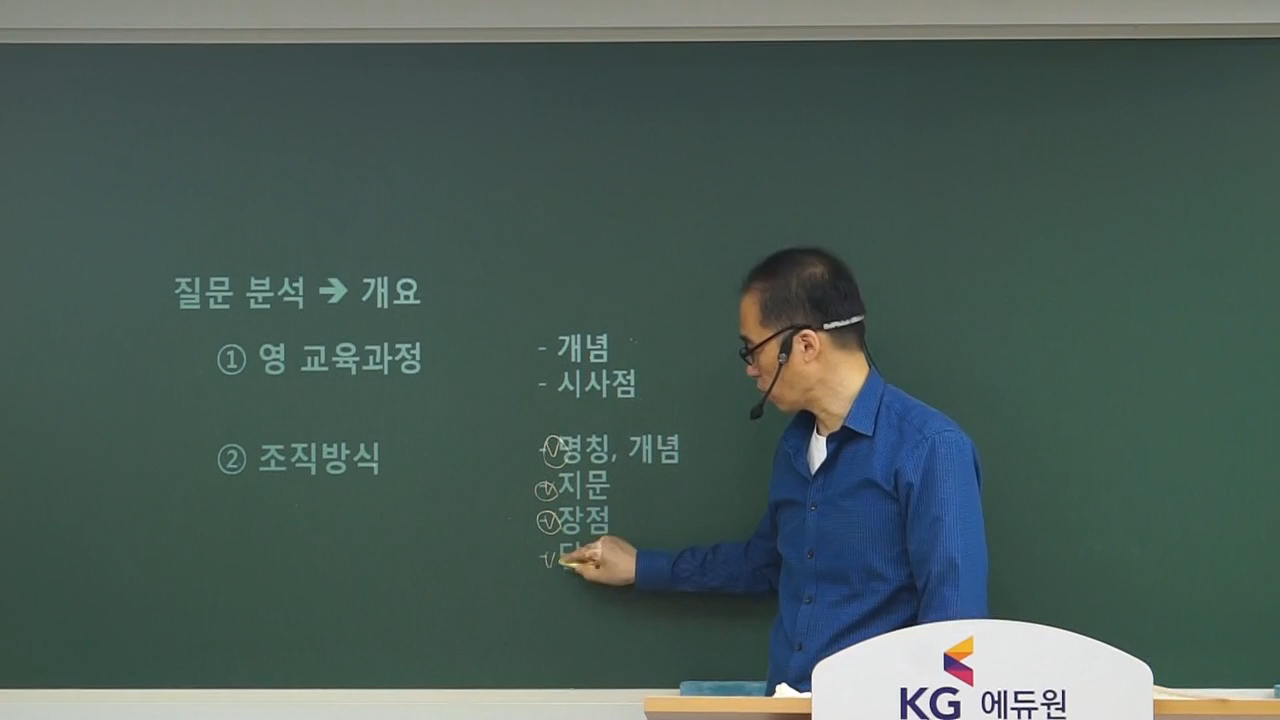 질문 분석 ➔ 개요
① 영 교육과정
- 개념
- 시사점
② 조직방식
- 명칭, 개념
- 지문
- 장점
KG 에듀원